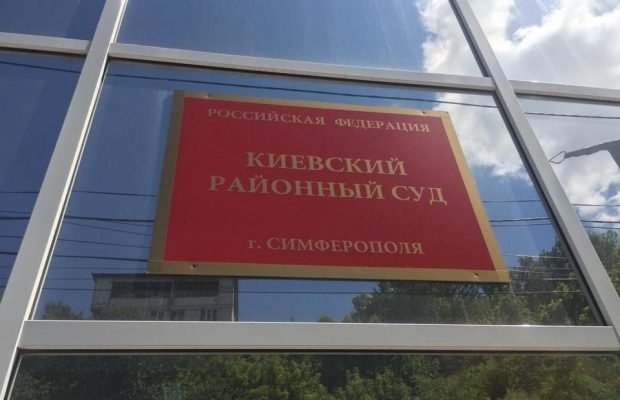 РОССИЙСКАЯ ФЕДЕРАЦИЯ
КИЕВСКИЙ
РАЙОННЫЙ СУД
г. СИМФЕРОПОЛЯ